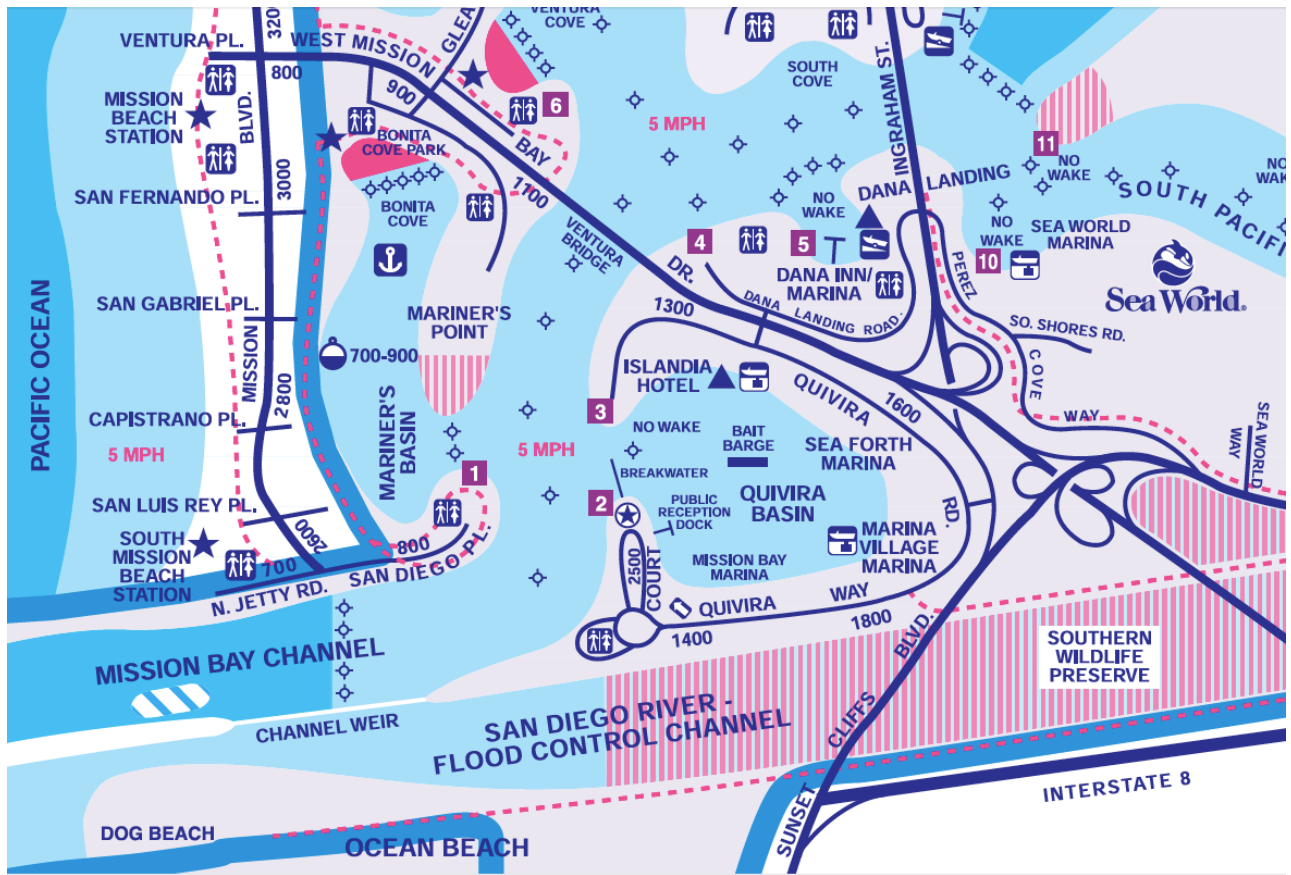 VENTURA PL.
3200
WEST MISSION
BAY
DR.
800
900
1100
1300
1600
GLEA
VENTURA
COVE
MISSION
BEACH
STATION
BLVD.
MISSION
3000
2800
2600
SAN FERNANDO PL.
SAN GABRIEL PL.
CAPISTRANO PL.
5 MPH
SAN LUIS REY PL.
SOUTH
MISSION
BEACH
STATION
700
N. JETTY RD.
PACIFIC OCEAN
BONITA
COVE PARK
BONITA
COVE
6
5 MPH
SOUTH
COVE
INGRAHAM ST.
11
NO
WAKE
NO
WAK
SOUTH PACIFI
DANA LANDING
NO
WAKE
NO
WAKE
SEA WORLD
MARINA
10
SeaWorld®
PEREZ
COVE
WAY
SO. SHORES RD.
SEA WORLD
WAY
VENTURA
BRIDGE
4
5
DANA INN/
MARINA
DANA
LANDING ROAD.
MARINER'S
POINT
700-900
MARINER'S
BASIN
ISLANDIA
HOTEL
QUIVIRA
RD.
3
NO WAKE
BAIT
BARGE
SEA FORTH
MARINA
5 MPH
BREAKWATER
1
2
PUBLIC
RECEPTION
DOCK
QUIVIRA
BASIN
MARINA
VILLAGE
MARINA
MISSION BAY
MARINA
800
SAN DIEGO PL.
2500
COURT
QUIVIRA
WAY
1400
1800
MISSION BAY CHANNEL
CHANNEL WEIR
SAN DIEGO RIVER -
FLOOD CONTROL CHANNEL
SOUTHERN
WILDLIFE
PRESERVE
SUNSET
CLIFFS
BLVD.
INTERSTATE 8
DOG BEACH
OCEAN BEACH